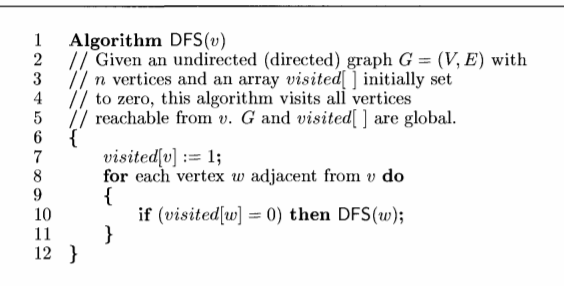 1 Algorithm DFS(v)
2 // Given an undirected (directed) graph G = (V, E) with
3 // n vertices and an array visited[ ] initially set
4 // to zero, this algorithm visits all vertices
5 // reachable from v. G and visited[ ] are global.
6 {
7 visited[v] := 1;
8 for each vertex w adjacent from v do
9 {
10 if (visited[w] = 0) then DFS(w);
11 }
12 }